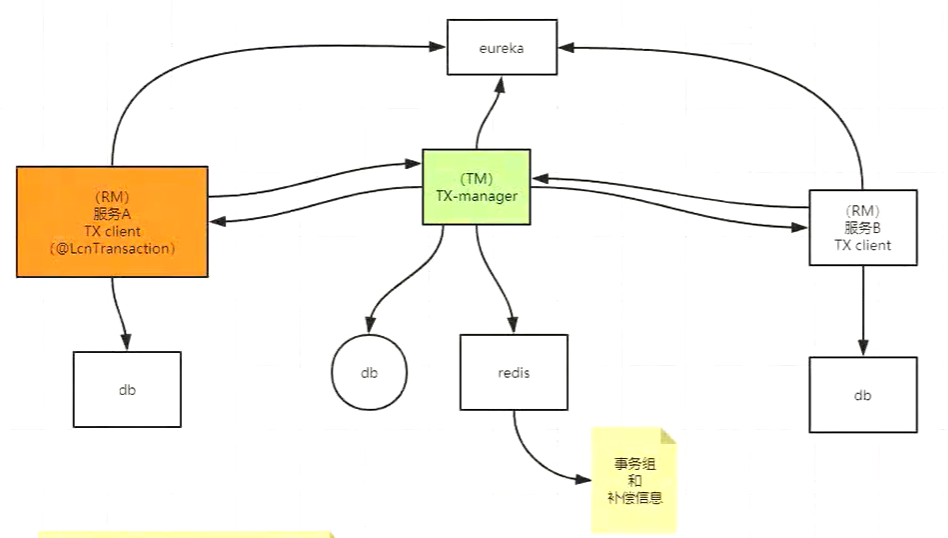 eureka
（TM）
TX-manager
（RM）
服务A
TX client
（@LcnTransaction）
（RM）
服务B
TX client
db
db
redis
db
事务组
和
补偿信息